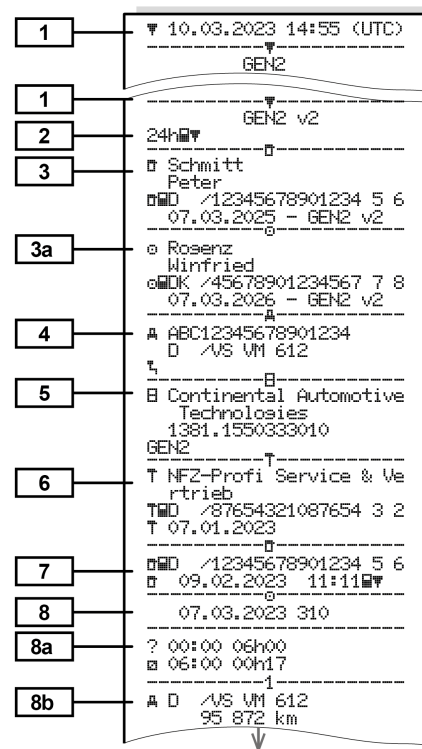 1
▼ 10.03.2023 14:55 (UTC)
GEN2
1
GEN2 v2
2
24h▼
3
Schmitt
Peter
D /12345678901234 5 6
07.03.2025 - GEN2 v2
3a
Rogenz
Winfried
DK /45678901234567 7 8
07.03.2026 - GEN2 v2
4
ABC12345678901234
D /VS VM 612
5
Continental Automotive
Technologies
1381.1550333010
GEN2
6
NFZ-Profi Service & Ve
rtrieb
D /87654321087654 3 2
07.01.2023
7
D /12345678901234 5 6
09.02.2023 11:11▼
8
07.03.2023 310
8a
? 00:00 06h00
06:00 00h17
1
8b
D /VS VM 612
95 872 km